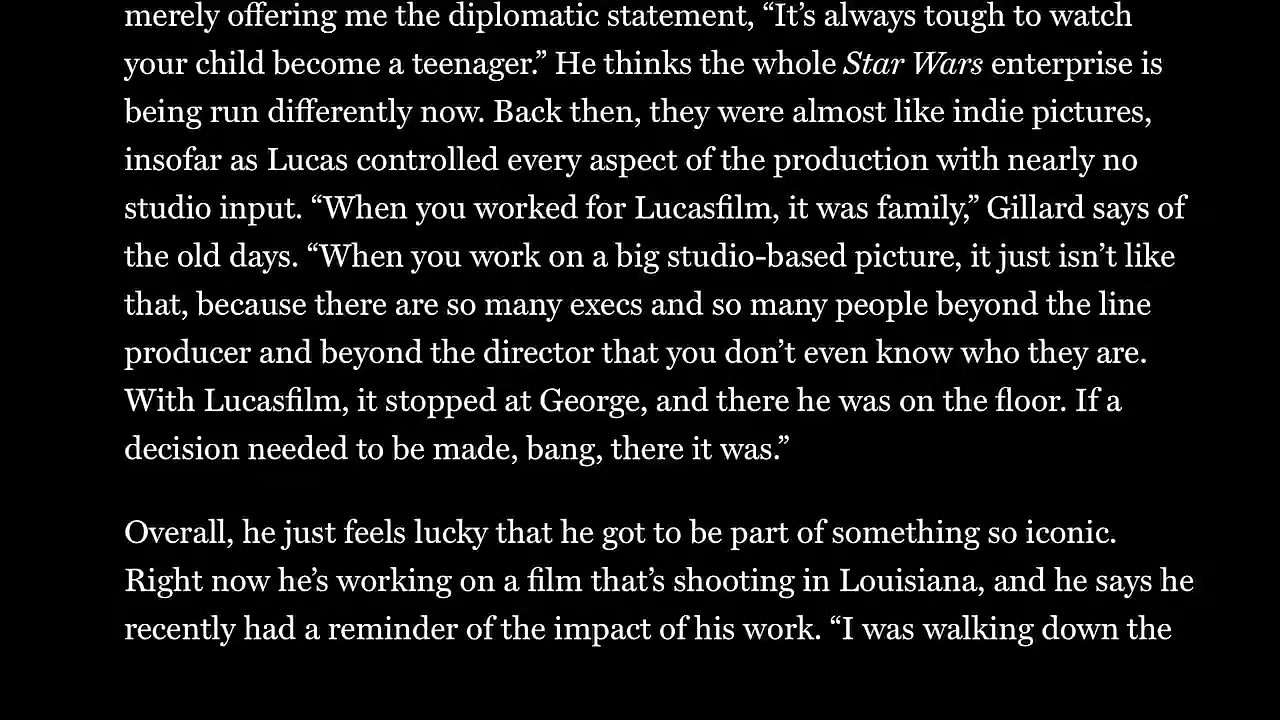 merely offering me the diplomatic statement, “It’s always tough to watch
your child become a teenager.” He thinks the whole Star Wars enterprise is
being run differently now. Back then, they were almost like indie pictures,
insofar as Lucas controlled every aspect of the production with nearly no
studio input. “When you worked for Lucasfilm, it was family,” Gillard says of
the old days. “When you work on a big studio-based picture, it just isn’t like
that, because there are so many execs and so many people beyond the line
producer and beyond the director that you don’t even know who they are.
With Lucasfilm, it stopped at George, and there he was on the floor. If a
decision needed to be made, bang, there it was.”
Overall, he just feels lucky that he got to be part of something so iconic.
Right now he’s working on a film that’s shooting in Louisiana, and he says he
recently had a reminder of the impact of his work. “I was walking down the